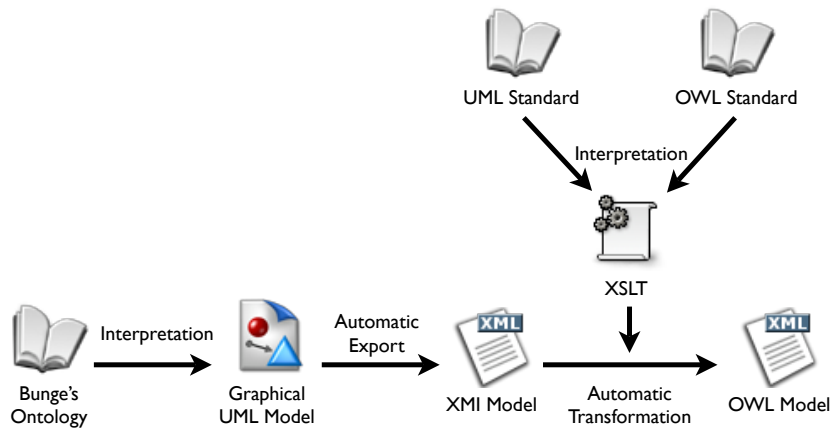 UML Standard
OWL Standard
Interpretation
XSLT
XML
XML
Interpretation
Automatic
Export
Bunge's
Ontology
Graphical
UML Model
XMI Model
Automatic
Transformation
OWL Model